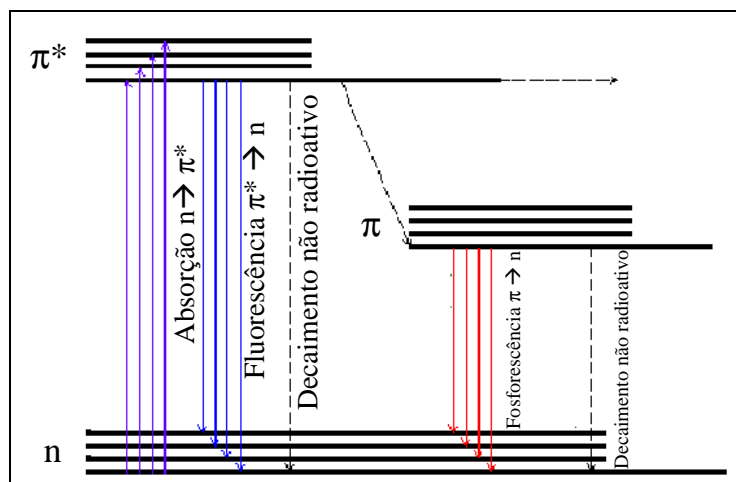 π*
Absorção n→ π*
Fluorescência π* → n
Decaimento não radioativo
π
Fosforescência π → n
Decaimento não radioativo
n